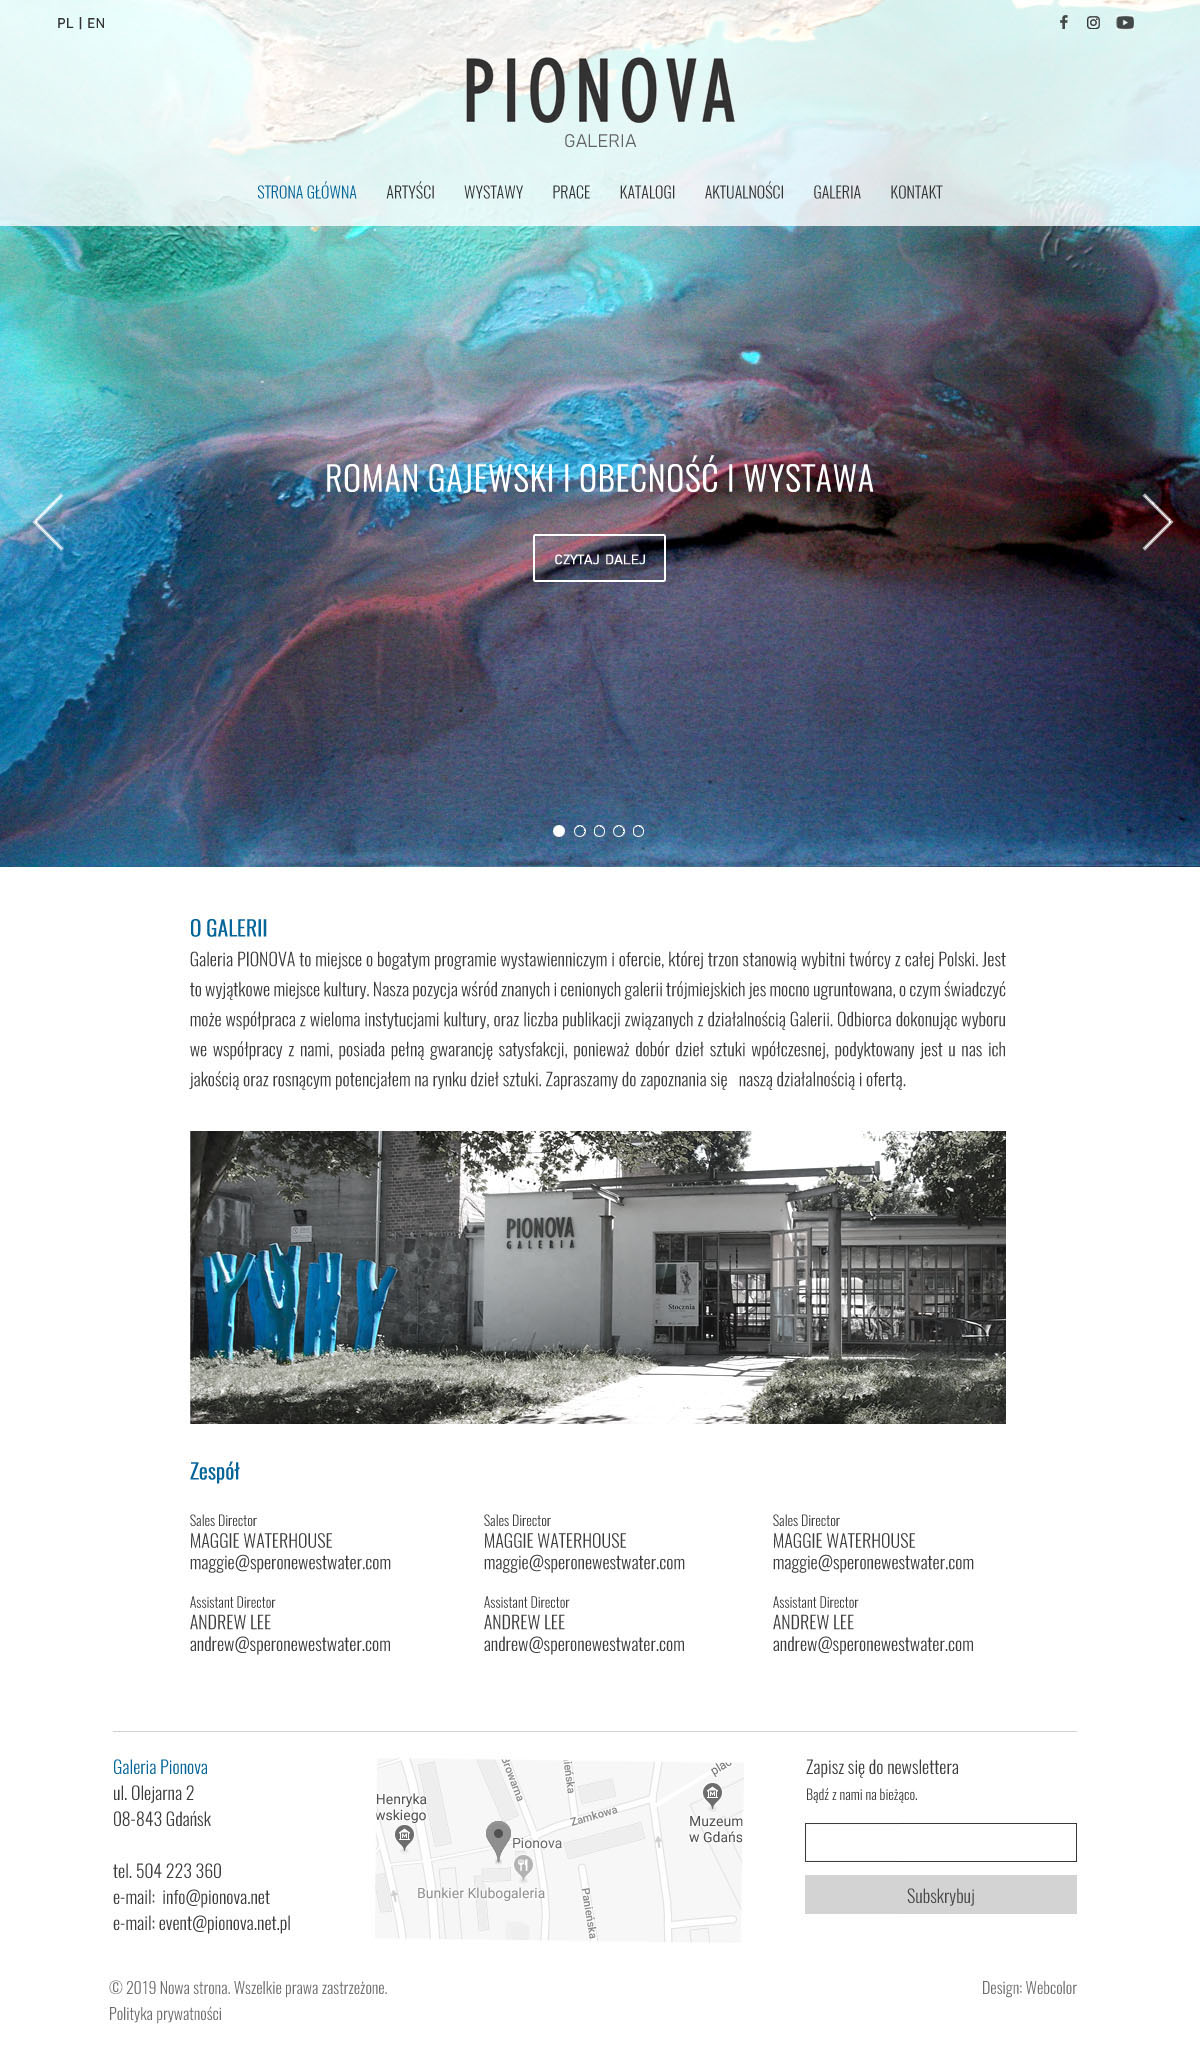 PL | EN
PIONOVA
GALERIA
STRONA GŁÓWNA ARTYŚCI WYSTAWY PRACE KATALOGI AKTUALNOŚCI GALERIA KONTAKT
ROMAN GAJEWSKI I OBECNOŚĆ I WYSTAWA
CZYTAJ DALEJ
O GALERII
Galeria PIONOVA to miejsce o bogatym programie wystawienniczym i ofercie, której trzon stanowią wybitni twórcy z całej Polski. Jest
to wyjątkowe miejsce kultury. Nasza pozycja wśród znanych i cenionych galerii trójmiejskich jes mocno ugruntowana, o czym świadczyć
może współpraca z wieloma instytucjami kultury, oraz liczba publikacji związanych z działalnością Galerii. Odbiorca dokonując wyboru
we współpracy z nami, posiada pełną gwarancję satysfakcji, ponieważ dobór dzieł sztuki wpółczesnej, podyktowany jest u nas ich
jakością oraz rosnącym potencjałem na rynku dzieł sztuki. Zapraszamy do zapoznania się naszą działalnością i ofertą.
PIONOVA
GALERIA
Stocznia
Zespół
Sales Director
MAGGIE WATERHOUSE
maggie@speronewestwater.com
Assistant Director
ANDREW LEE
andrew@speronewestwater.com
Sales Director
MAGGIE WATERHOUSE
maggie@speronewestwater.com
Assistant Director
ANDREW LEE
andrew@speronewestwater.com
Sales Director
MAGGIE WATERHOUSE
maggie@speronewestwater.com
Assistant Director
ANDREW LEE
andrew@speronewestwater.com
Galeria Pionova
ul. Olejarna 2
08-843 Gdańsk
tel. 504 223 360
e-mail: info@pionova.net
e-mail: event@pionova.net.pl
Henryka
wskiego
Browarna
ieńska
plac
Zamkowa
Muzeum
w Gdańs
Pionova
Bunkier Klubogaleria
Panieńska
Zapisz się do newslettera
Bądź z nami na bieżąco.
Subskrybuj
© 2019 Nowa strona. Wszelkie prawa zastrzeżone.
Polityka prywatności
Design: Webcolor